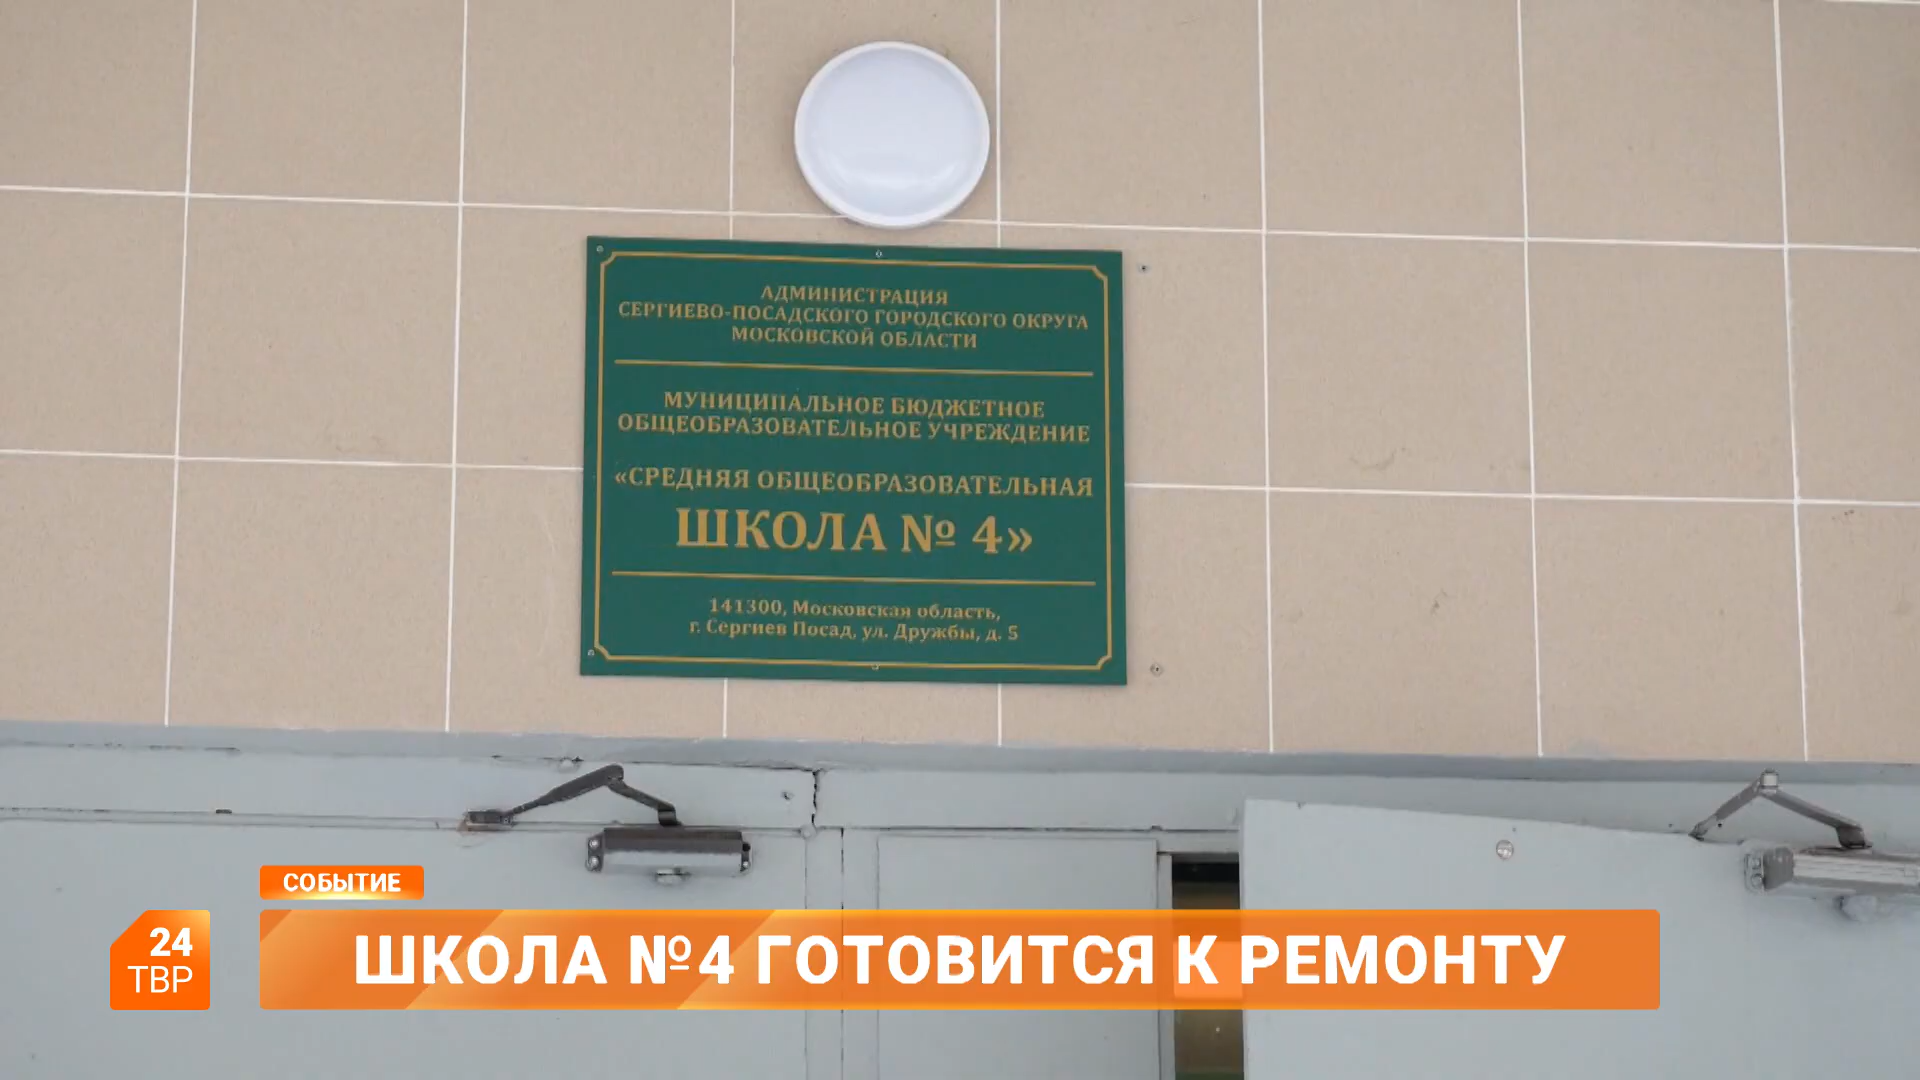 АДМИНИСТРАЦИЯ
СЕРГИЕВО-ПОСАДСКОГО ГОРОДСКОГО ОКРУГА
МОСКОВСКОЙ ОБЛАСТИ
МУНИЦИПАЛЬНОЕ БЮДЖЕТНОЕ
ОБЩЕОБРАЗОВАТЕЛЬНОЕ УЧРЕЖДЕНИЕ
«СРЕДНЯЯ ОБЩЕОБРАЗОВАТЕЛЬНАЯ
ШКОЛА № 4»
141300, Московская область,
г. Сергиев Посад, ул. Дружбы, д. 5
СОБЫТИЕ
24
ТВР
ШКОЛА №4 ГОТОВИТСЯ К РЕМОНТУ